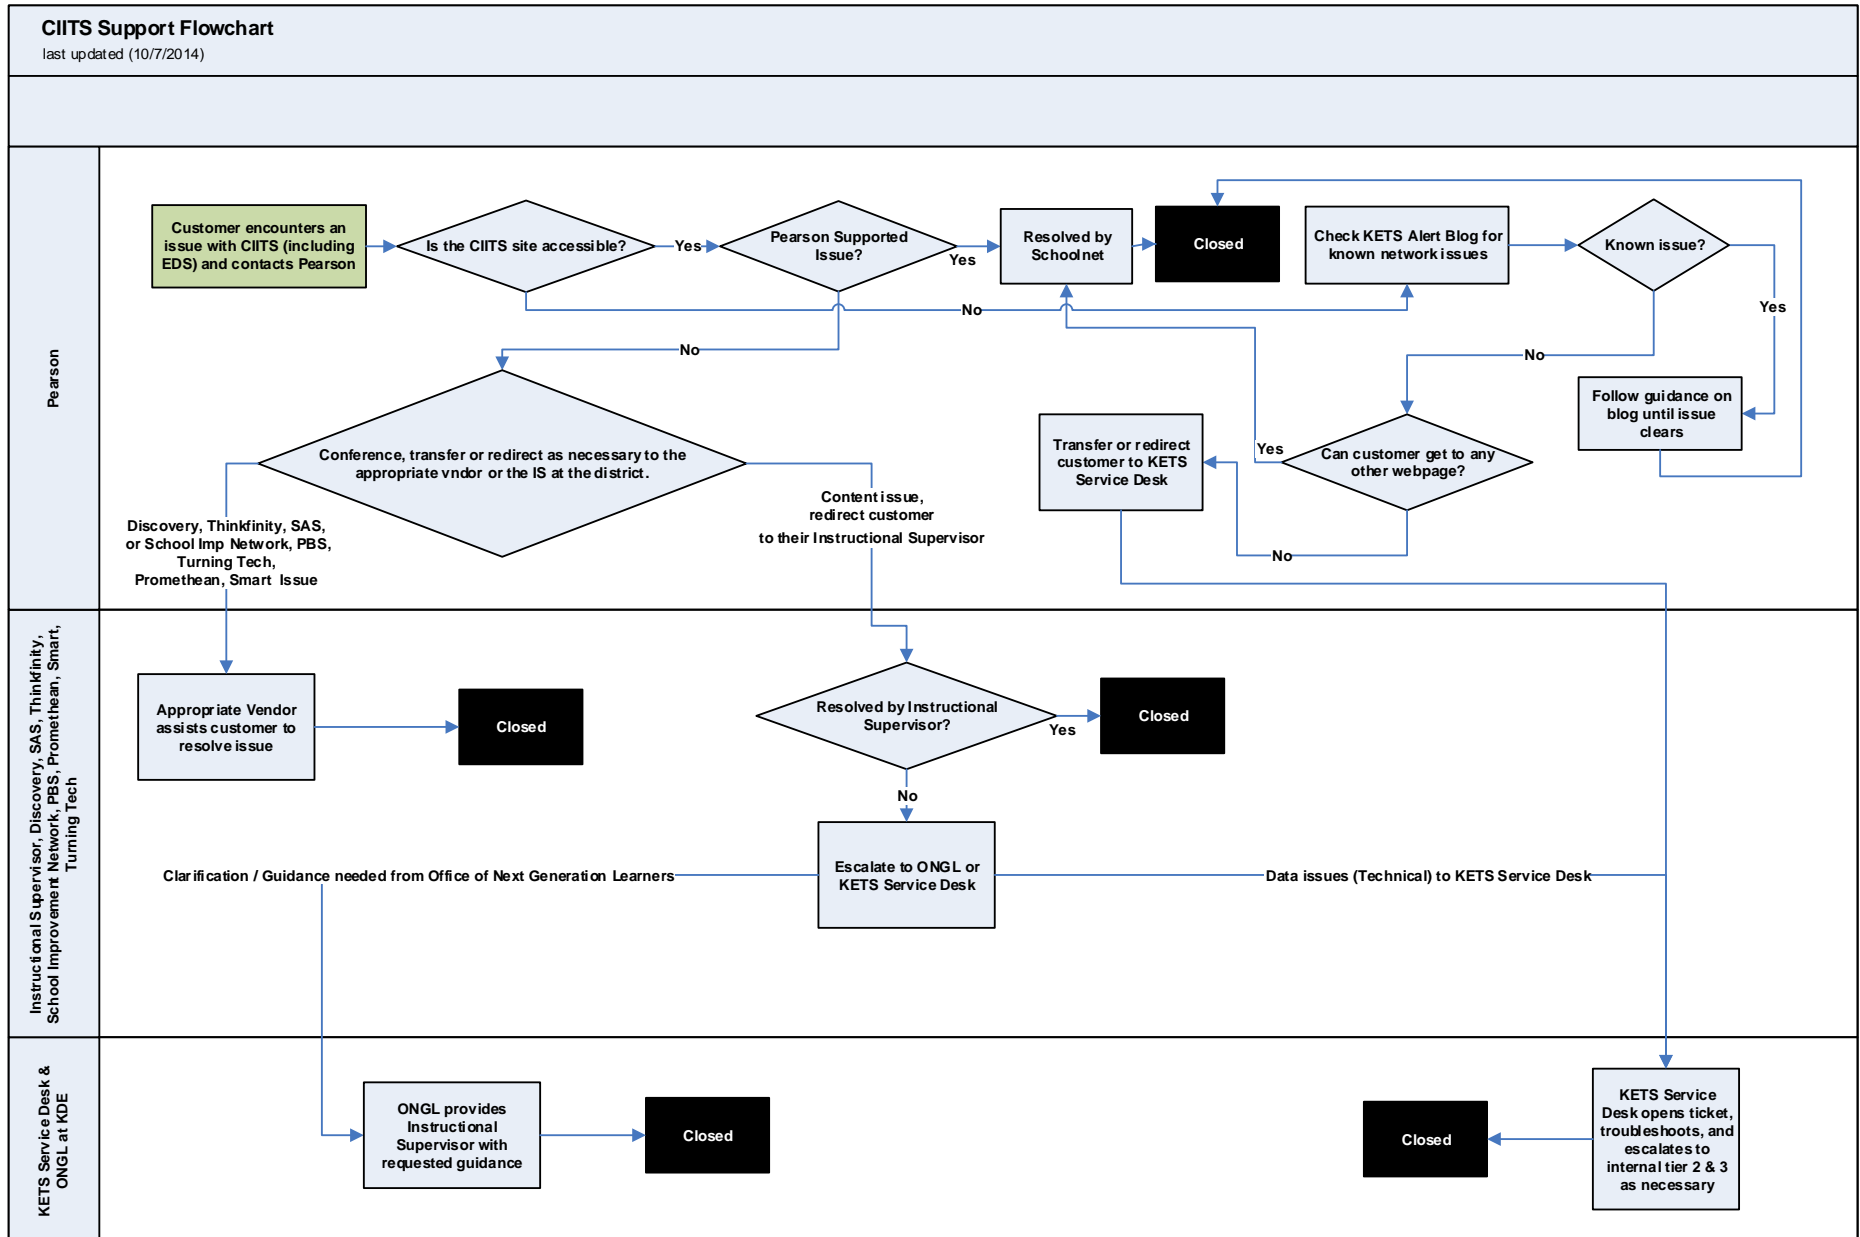 CIITS Support Flowchart
last updated (10/7/2014)
Pearson
Customer encounters an
issue with CIITS (including
EDS) and contacts Pearson
Is the CIITS site accessible?
Yes
Pearson Supported
Issue?
Yes
Resolved by
Schoolnet
Closed
Check KETS Alert Blog for
known network issues
Known issue?
Yes
No
No
No
Follow guidance on
blog until issue
clears
Conference, transfer or redirect as necessary to the
appropriate vndor or the IS at the district.
Transfer or redirect
customer to KETS
Service Desk
Yes
Can customer get to any
other webpage?
No
Discovery, Thinkfinity, SAS,
or School Imp Network, PBS,
Turning Tech,
Promethean, Smart Issue
Content issue,
redirect customer
to their Instructional Supervisor
Instructional Supervisor, Discovery, SAS, Thinkfinity,
School Improvement Network, PBS, Promethean, Smart,
Turning Tech
Appropriate Vendor
assists customer to
resolve issue
Closed
Resolved by Instructional
Supervisor?
Yes
Closed
No
Escalate to ONGL or
KETS Service Desk
Clarification / Guidance needed from Office of Next Generation Learners
Data issues (Technical) to KETS Service Desk
KETS Service Desk &
ONGL at KDE
ONGL provides
Instructional
Supervisor with
requested guidance
Closed
Closed
KETS Service
Desk opens ticket,
troubleshoots, and
escalates to
internal tier 2 & 3
as necessary